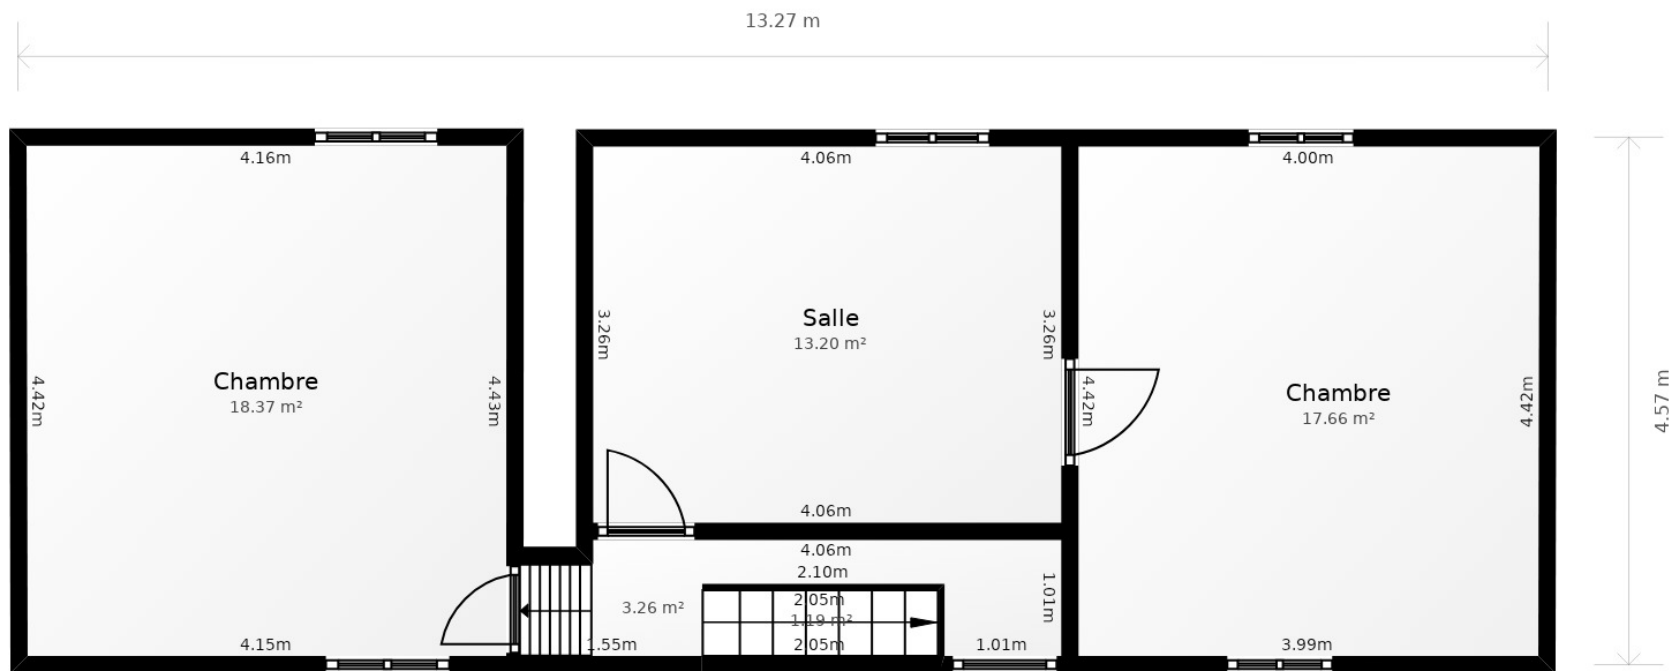 13.27 m
4.16m
4.06m
4.00m
Chambre
18.37 m²
4.42m
4.43m
4.15m
Salle
13.20 m²
3.26m
3.26m
4.06m
4.42m
Chambre
17.66 m²
4.42m
3.99m
4.57 m
4.06m
2.10m
2.05m
1.19 m²
2.05m
3.26 m²
1.55m
1.01m
1.01m